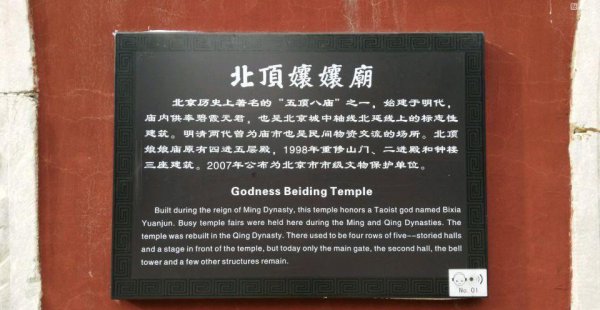 北頂孃孃廟
北京历史上著名的“五顶八庙”之一，始建于明代，
庙内供奉碧霞元君，也是北京城中轴线北延线上的标志性
建筑。明清两代曾为庙市也是民间物资交流的场所。北顶
娘娘庙原有四进五层殿，1998年重修山门、二进殿和钟楼
三座建筑。2007年公布为北京市市级文物保护单位。
Godness Beiding Temple
Built during the reign of Ming Dynasty, this temple honors a Taoist god named Bixia
Yuanjun. Busy temple fairs were held here during the Ming and Qing Dynasties. The
temple was rebuilt in the Qing Dynasty. There used to be four rows of five––storied halls
and a stage in front of the temple, but today only the main gate, the second hall, the bell
tower and a few other structures remain.
No. 01